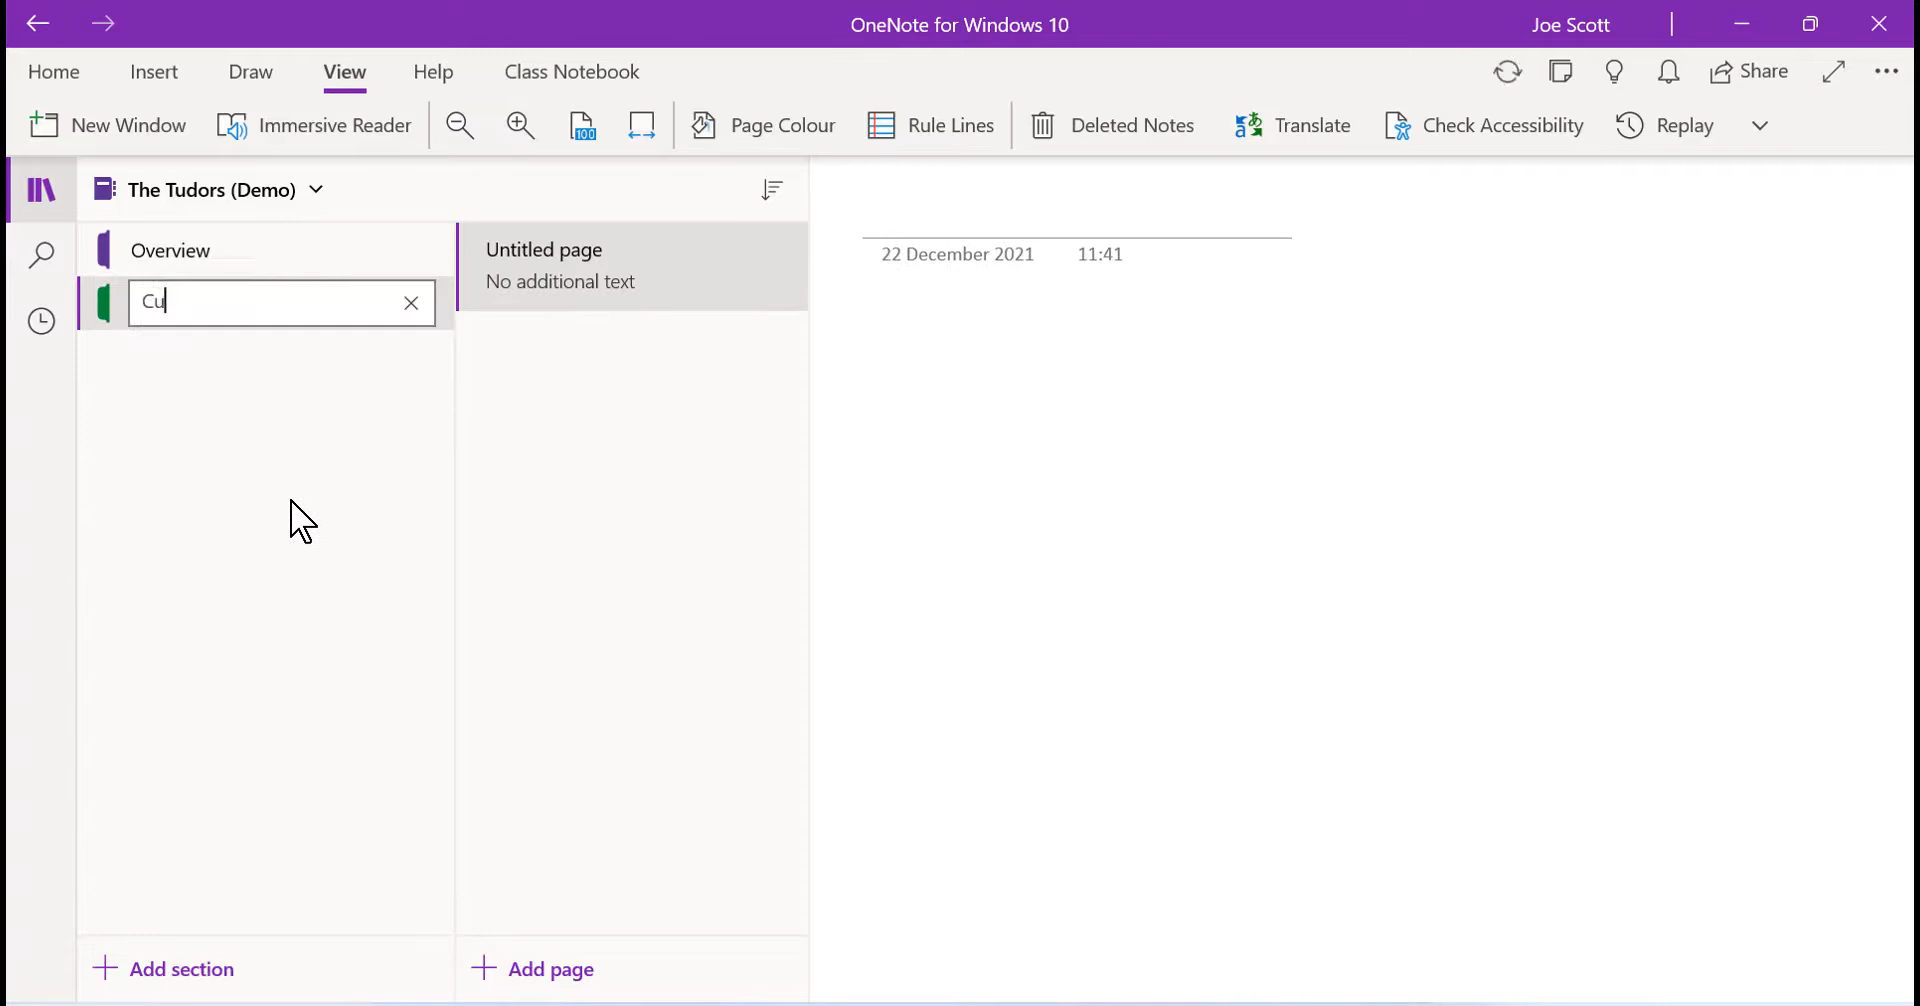 OneNote for Windows 10 Joe Scott
Home Insert Draw View Help Class Notebook Share
New Window Immersive Reader 100 Page Colour Rule Lines Deleted Notes Translate Check Accessibility Replay
The Tudors (Demo)
Overview
Cu
Untitled page
No additional text
22 December 2021 11:41
Add section
Add page